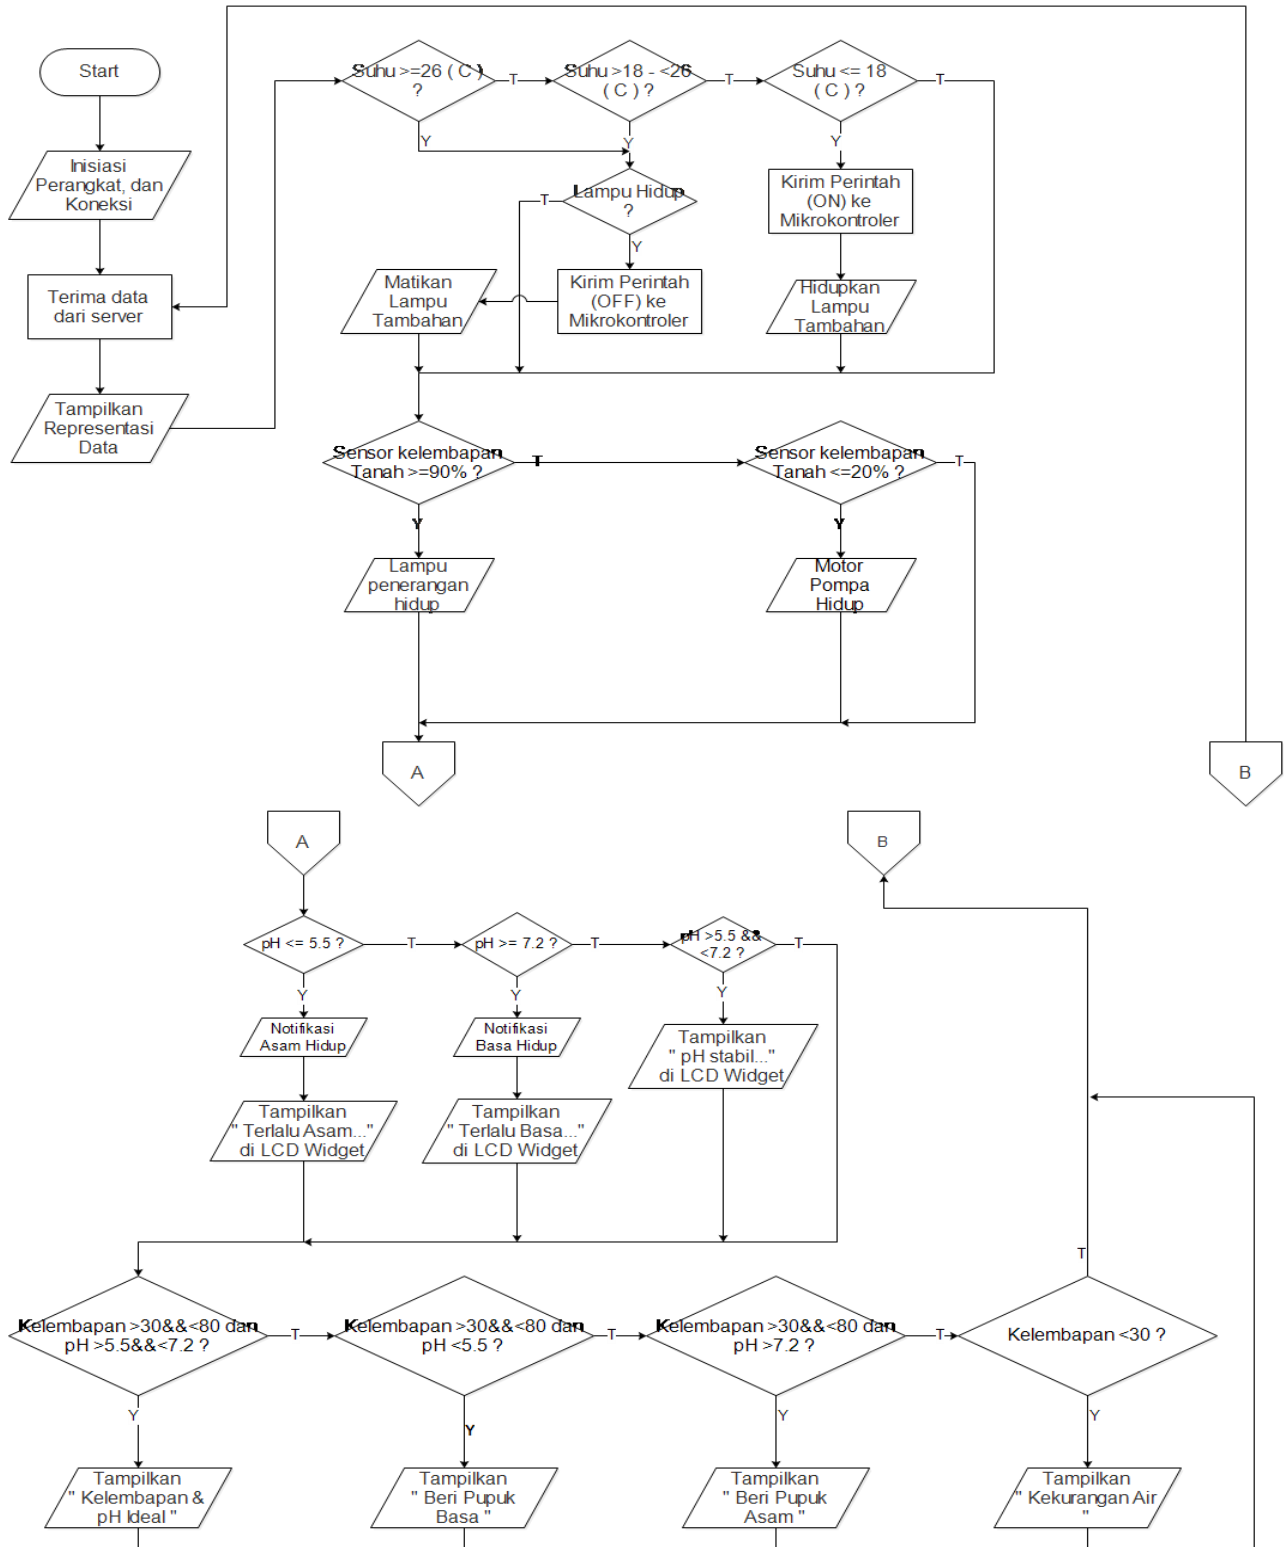 Start
Inisiasi
Perangkat, dan
Koneksi
Terima data
dari server
Tampilkan
Representasi
Data
Suhu >=26 ( C )
?
T
Y
Suhu >18 - <26
( C ) ?
T
Y
Suhu <= 18
( C ) ?
T
Y
Lampu Hidup
?
T
Y
Kirim Perintah
(ON) ke
Mikrokontroler
Matikan
Lampu
Tambahan
Kirim Perintah
(OFF) ke
Mikrokontroler
Hidupkan
Lampu
Tambahan
Sensor kelembapan
Tanah >=90% ?
T
Y
Sensor kelembapan
Tanah <=20% ?
T
Y
Lampu
penerangan
hidup
Motor
Pompa
Hidup
A
B
A
B
pH <= 5.5 ?
T
Y
pH >= 7.2 ?
T
Y
pH >5.5 &&
<7.2 ?
T
Y
Notifikasi
Asam Hidup
Notifikasi
Basa Hidup
Tampilkan
" pH stabil..."
di LCD Widget
Tampilkan
" Terlalu Asam..."
di LCD Widget
Tampilkan
" Terlalu Basa..."
di LCD Widget
Kelembapan >30&&<80 dan
pH >5.5&&<7.2 ?
T
Y
Kelembapan >30&&<80 dan
pH <5.5 ?
T
Y
Kelembapan >30&&<80 dan
pH >7.2 ?
T
Y
Kelembapan <30 ?
T
Y
Tampilkan
" Kelembapan &
pH Ideal "
Tampilkan
" Beri Pupuk
Basa "
Tampilkan
" Beri Pupuk
Asam "
Tampilkan
" Kekurangan Air
"